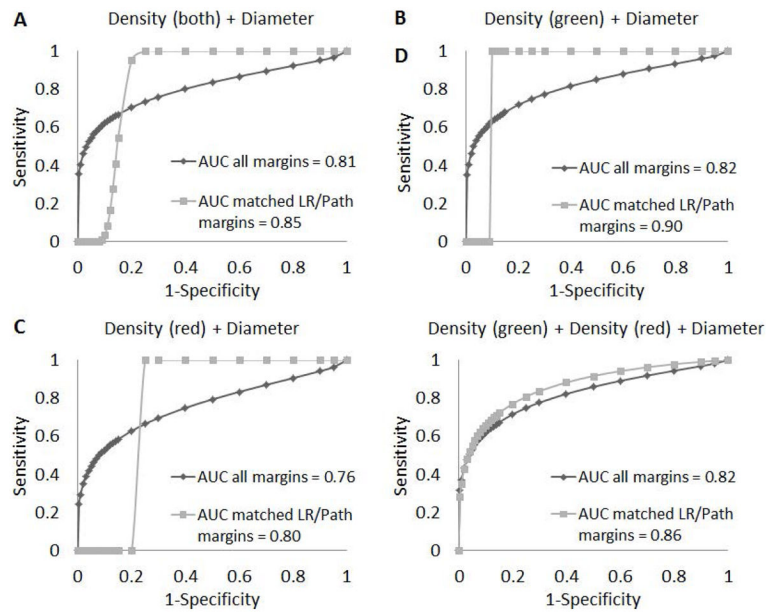 A Density (both) + Diameter
1
0.8
0.6
0.4
0.2
0
Sensitivity
AUC all margins = 0.81
AUC matched LR/Path
margins = 0.85
0 0.2 0.4 0.6 0.8 1
1-Specificity
B Density (green) + Diameter
D
1
0.8
0.6
0.4
0.2
0
Sensitivity
AUC all margins = 0.82
AUC matched LR/Path
margins = 0.90
0 0.2 0.4 0.6 0.8 1
1-Specificity
C Density (red) + Diameter
1
0.8
0.6
0.4
0.2
0
Sensitivity
AUC all margins = 0.76
AUC matched LR/Path
margins = 0.80
0 0.2 0.4 0.6 0.8 1
1-Specificity
Density (green) + Density (red) + Diameter
1
0.8
0.6
0.4
0.2
0
Sensitivity
AUC all margins = 0.82
AUC matched LR/Path
margins = 0.86
0 0.2 0.4 0.6 0.8 1
1-Specificity